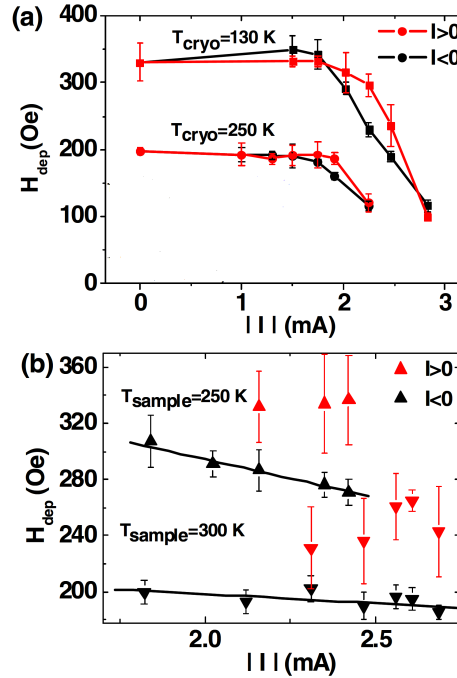 (a)
T_cryo=130 K
I>0
I<0
T_cryo=250 K
H_dep(Oe)
400
300
200
100
0
0 1 2 3
| I | (mA)
(b)
I>0
I<0
T_sample=250 K
T_sample=300 K
H_dep(Oe)
360
320
280
240
200
2.0 2.5
| I | (mA)